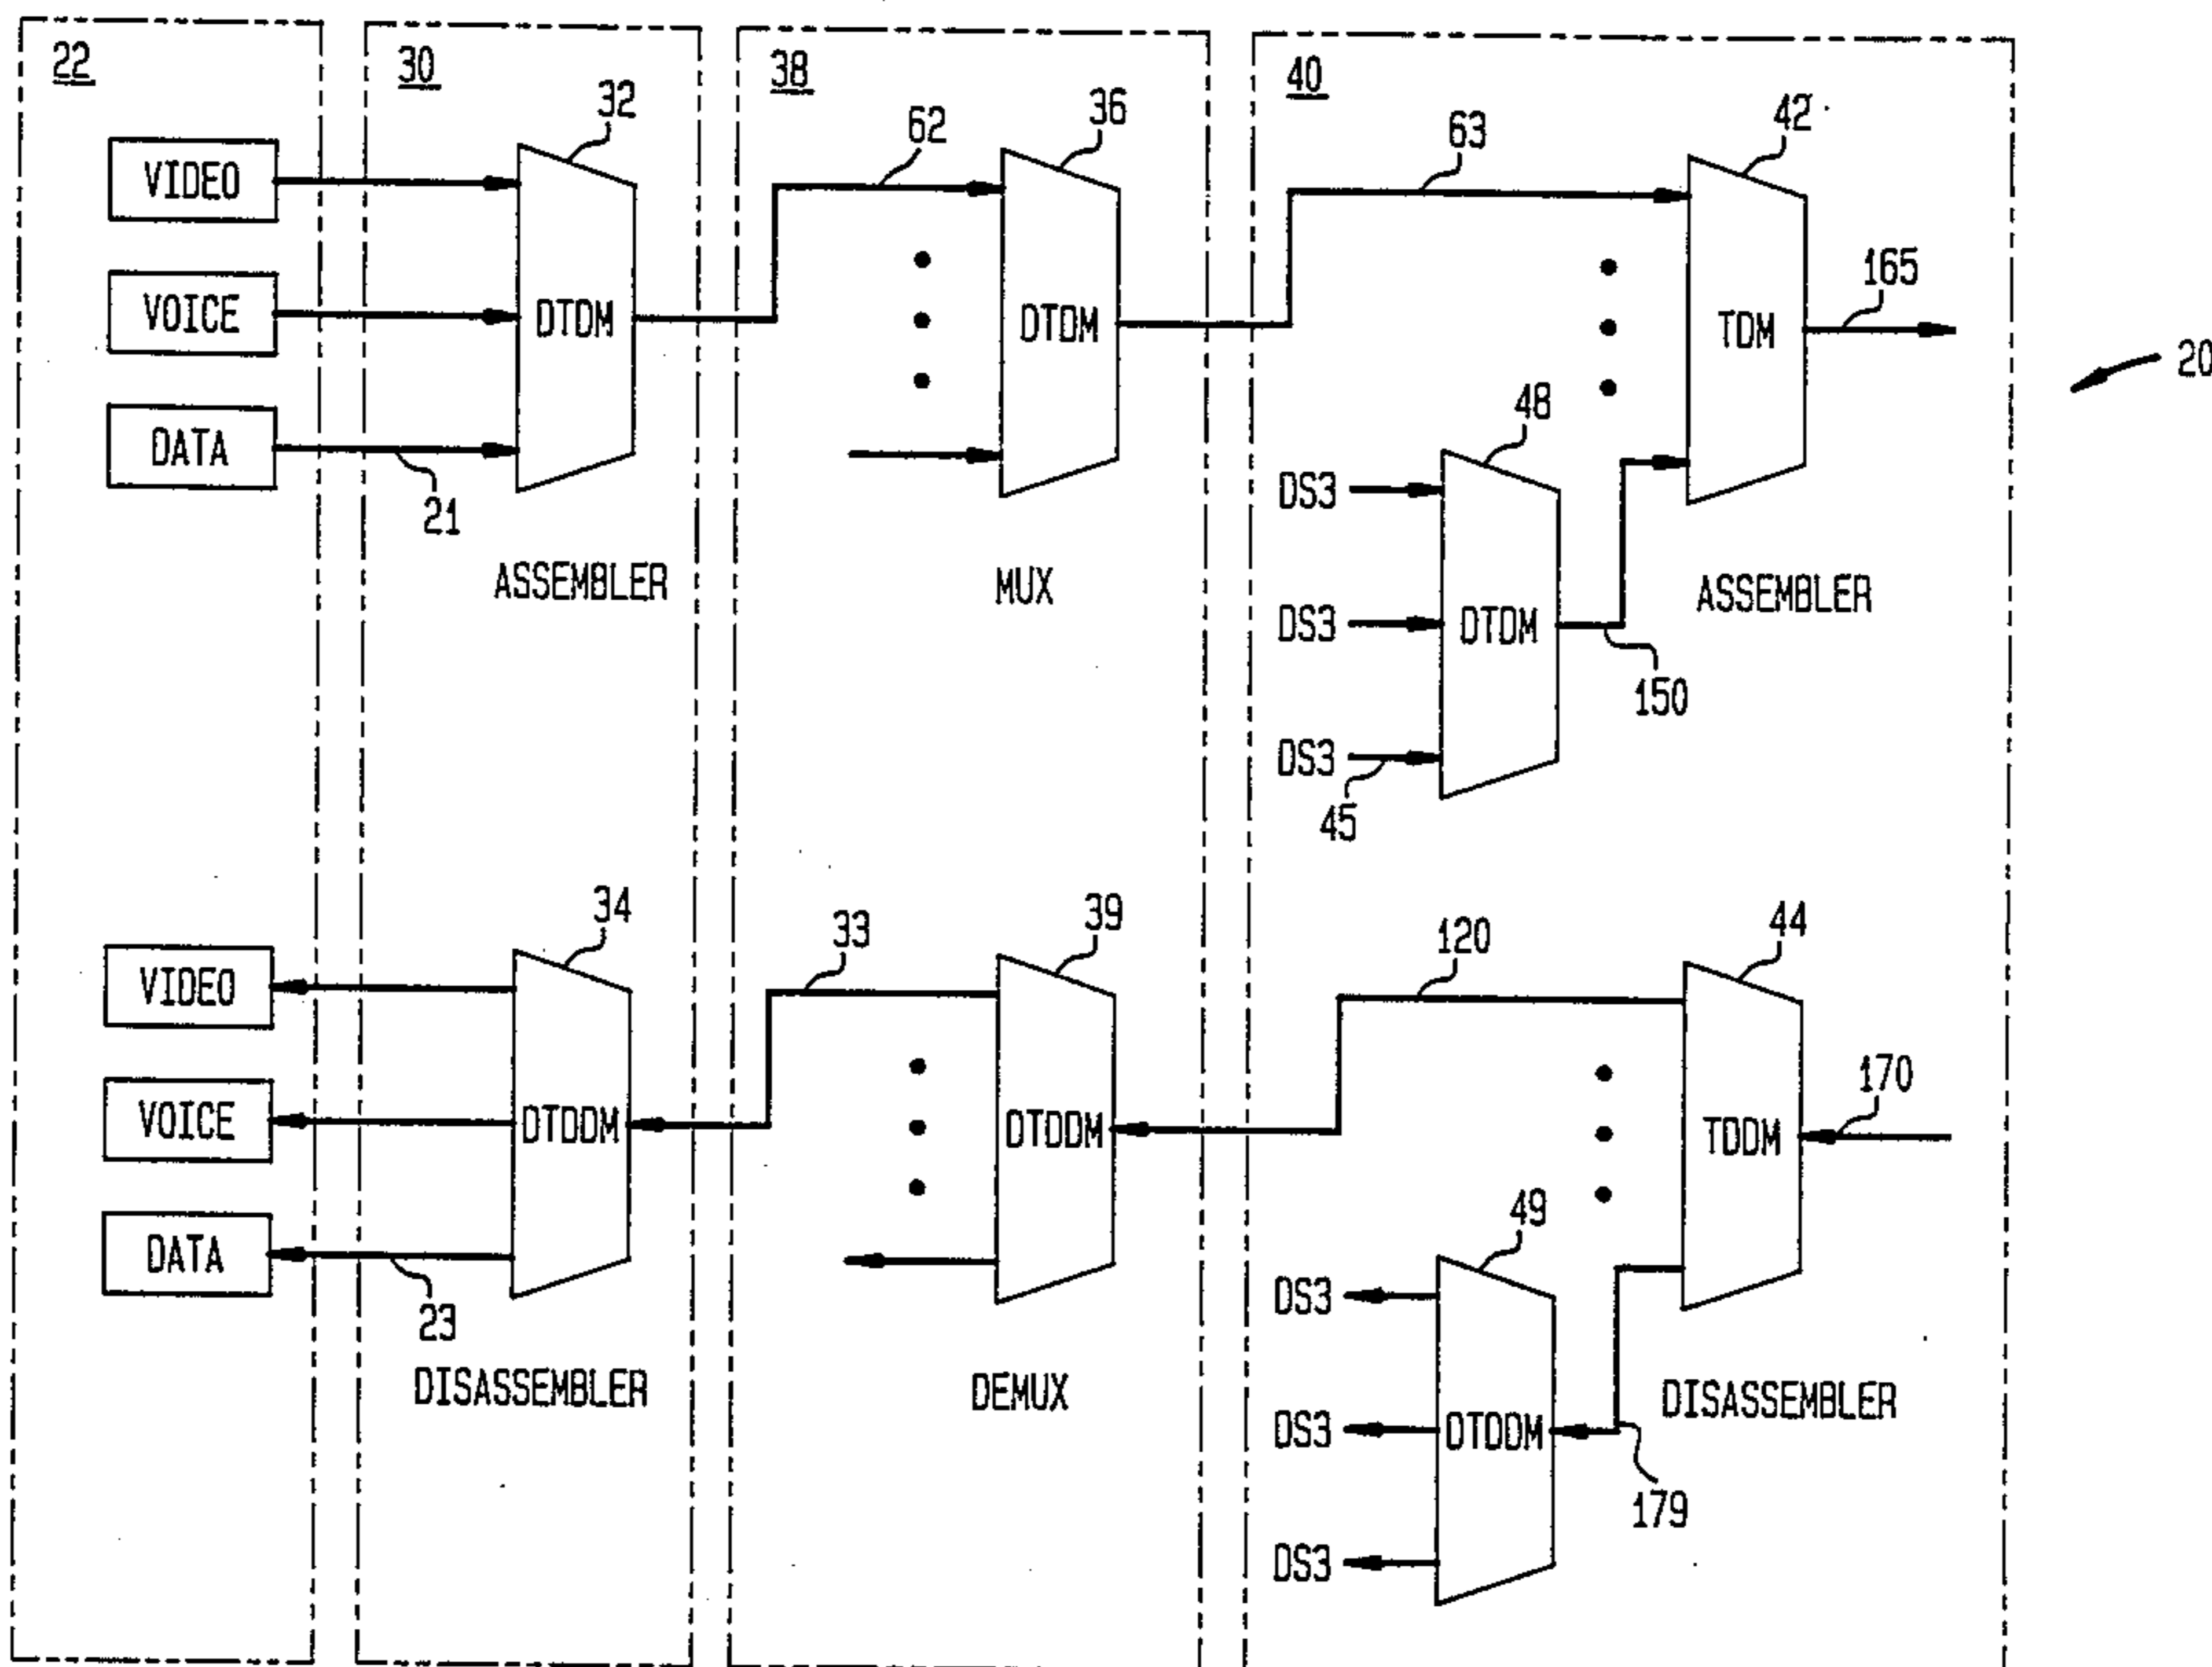 22
30
38
40
32
62
36
63
42
VIDEO
VOICE
DATA
DTDM
DTDM
TDM
165
20
21
48
DS3
DS3
DS3
DTDM
150
45
ASSEMBLER
MUX
ASSEMBLER
34
33
39
120
44
VIDEO
VOICE
DATA
DTDDM
DTDDM
TDDM
170
23
49
DS3
DS3
DS3
DTDDM
179
DISASSEMBLER
DEMUX
DISASSEMBLER